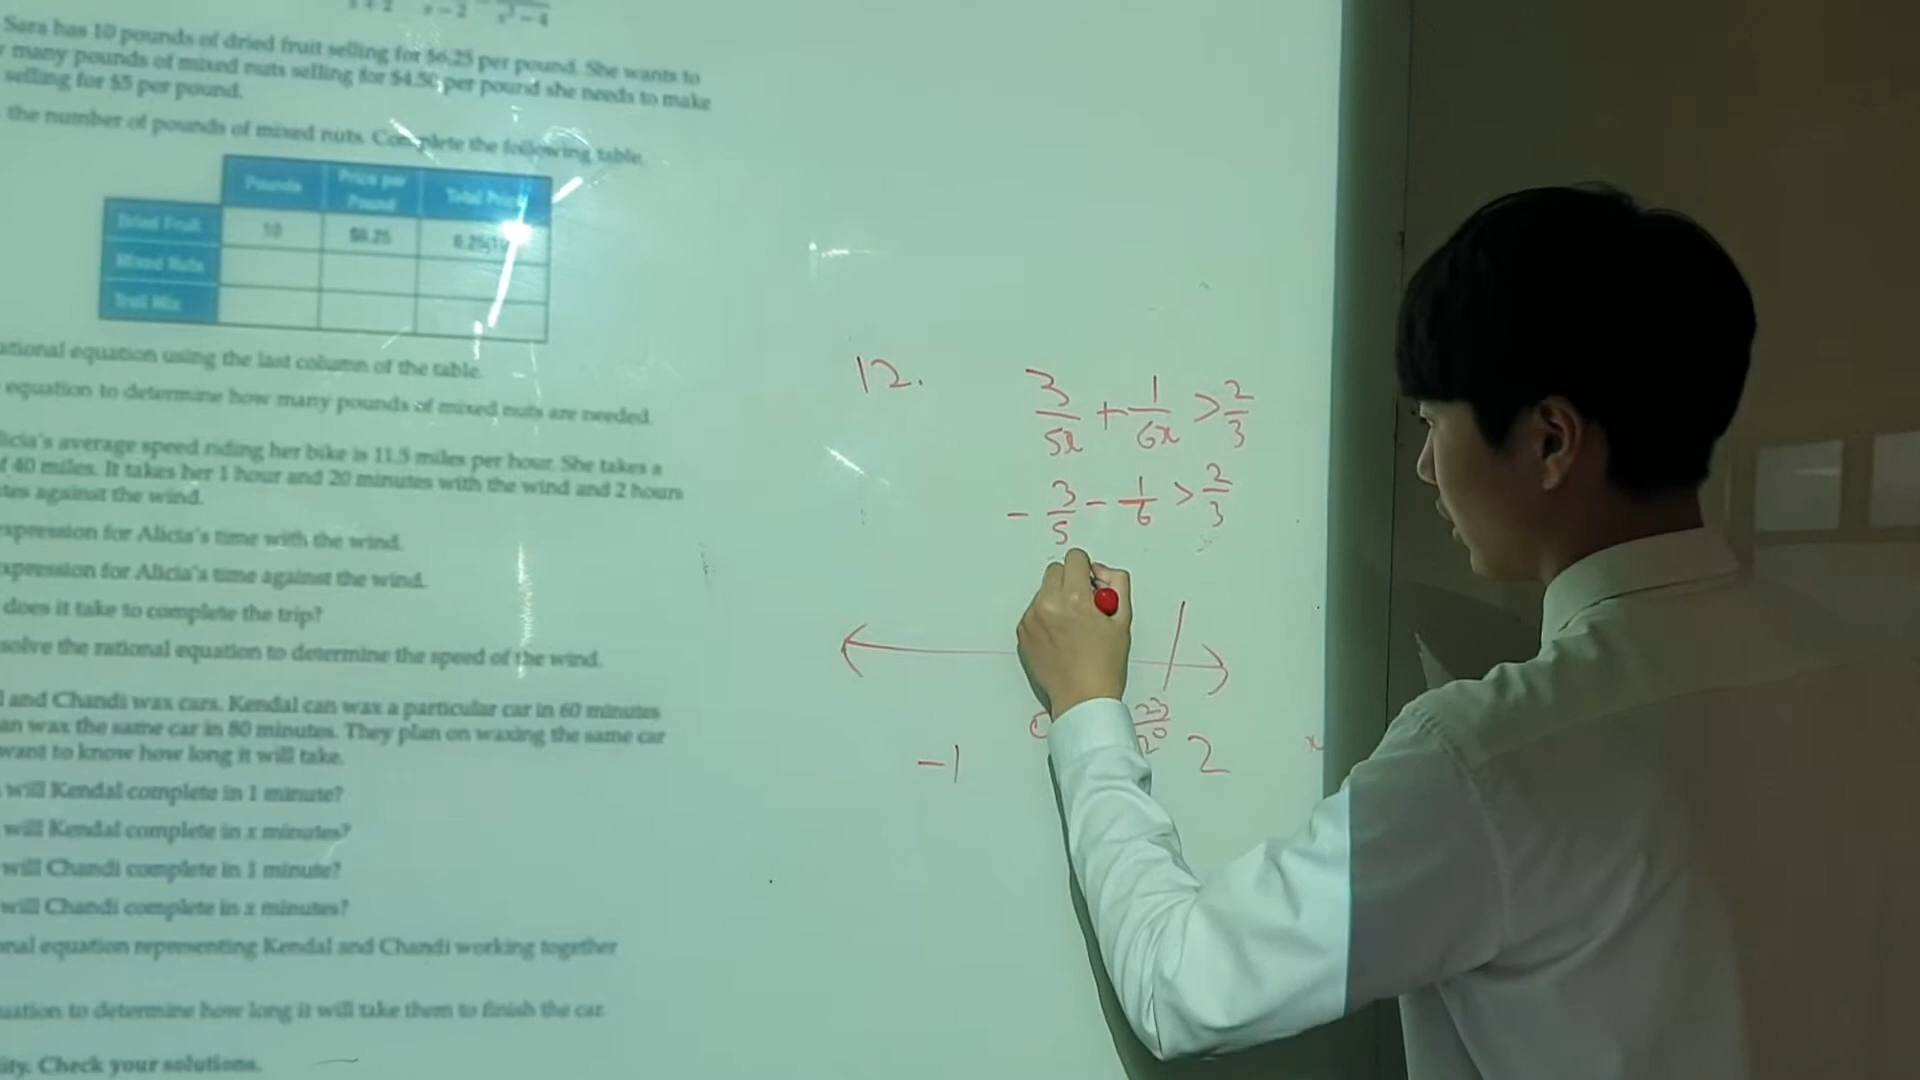 Sara has 10 pounds of dried fruit selling for $6.25 per pound. She wants to
many pounds of mixed nuts selling for $4.50 per pound she needs to make
selling for $5 per pound.
the number of pounds of mixed nuts. Complete the following table.
Pounds Price per Pound Total Price
Dried Fruit 10 $6.25 6.25(1
Mixed Nuts
Trail Mix
ational equation using the last column of the table.
equation to determine how many pounds of mixed nuts are needed.
licia's average speed riding her bike is 11.5 miles per hour. She takes a
f 40 miles. It takes her 1 hour and 20 minutes with the wind and 2 hours
tes against the wind.
xpression for Alicia's time with the wind.
xpression for Alicia's time against the wind.
does it take to complete the trip?
solve the rational equation to determine the speed of the wind.
l and Chandi wax cars. Kendal can wax a particular car in 60 minutes
an wax the same car in 80 minutes. They plan on waxing the same car
want to know how long it will take.
will Kendal complete in 1 minute?
will Kendal complete in x minutes?
will Chandi complete in 1 minute?
will Chandi complete in x minutes?
onal equation representing Kendal and Chandi working together
uation to determine how long it will take them to finish the car.
ity. Check your solutions.
12. 3/5x + 1/6x > 2/3
- 3/5 - 1/6 > 2/3
23/20
-1 2 x